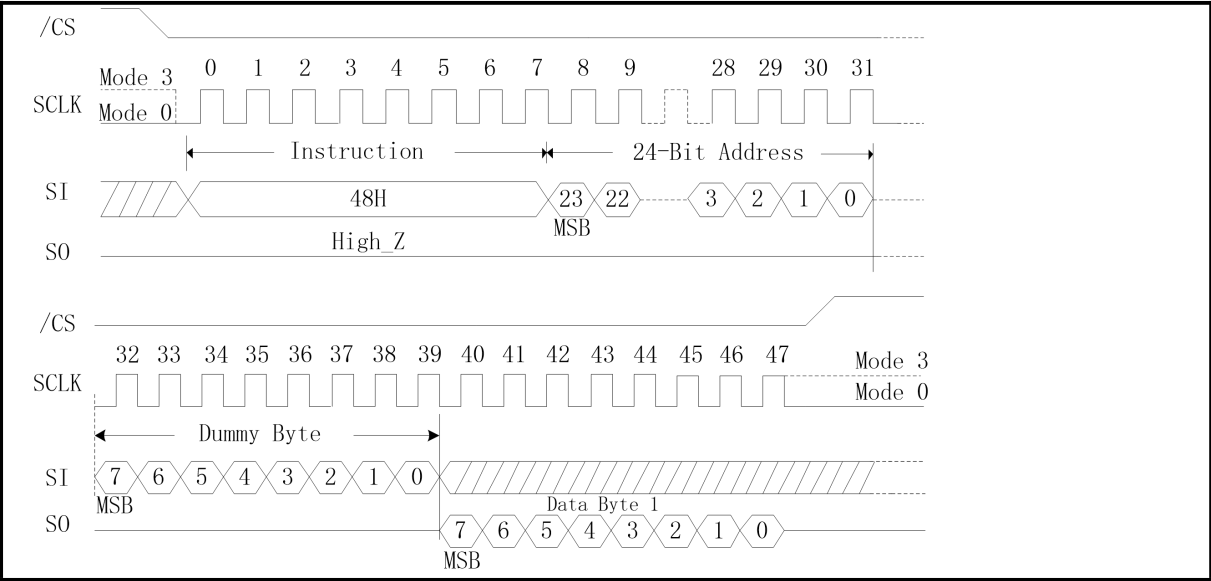 /CS
0 1 2 3 4 5 6 7 8 9 28 29 30 31
Mode 3
SCLK
Mode 0
Instruction 24-Bit Address
SI 48H 23 22 3 2 1 0
MSB
High_Z
SO
/CS
32 33 34 35 36 37 38 39 40 41 42 43 44 45 46 47
Mode 3
SCLK
Mode 0
Dummy Byte
SI 7 6 5 4 3 2 1 0
MSB
Data Byte 1
SO 7 6 5 4 3 2 1 0
MSB